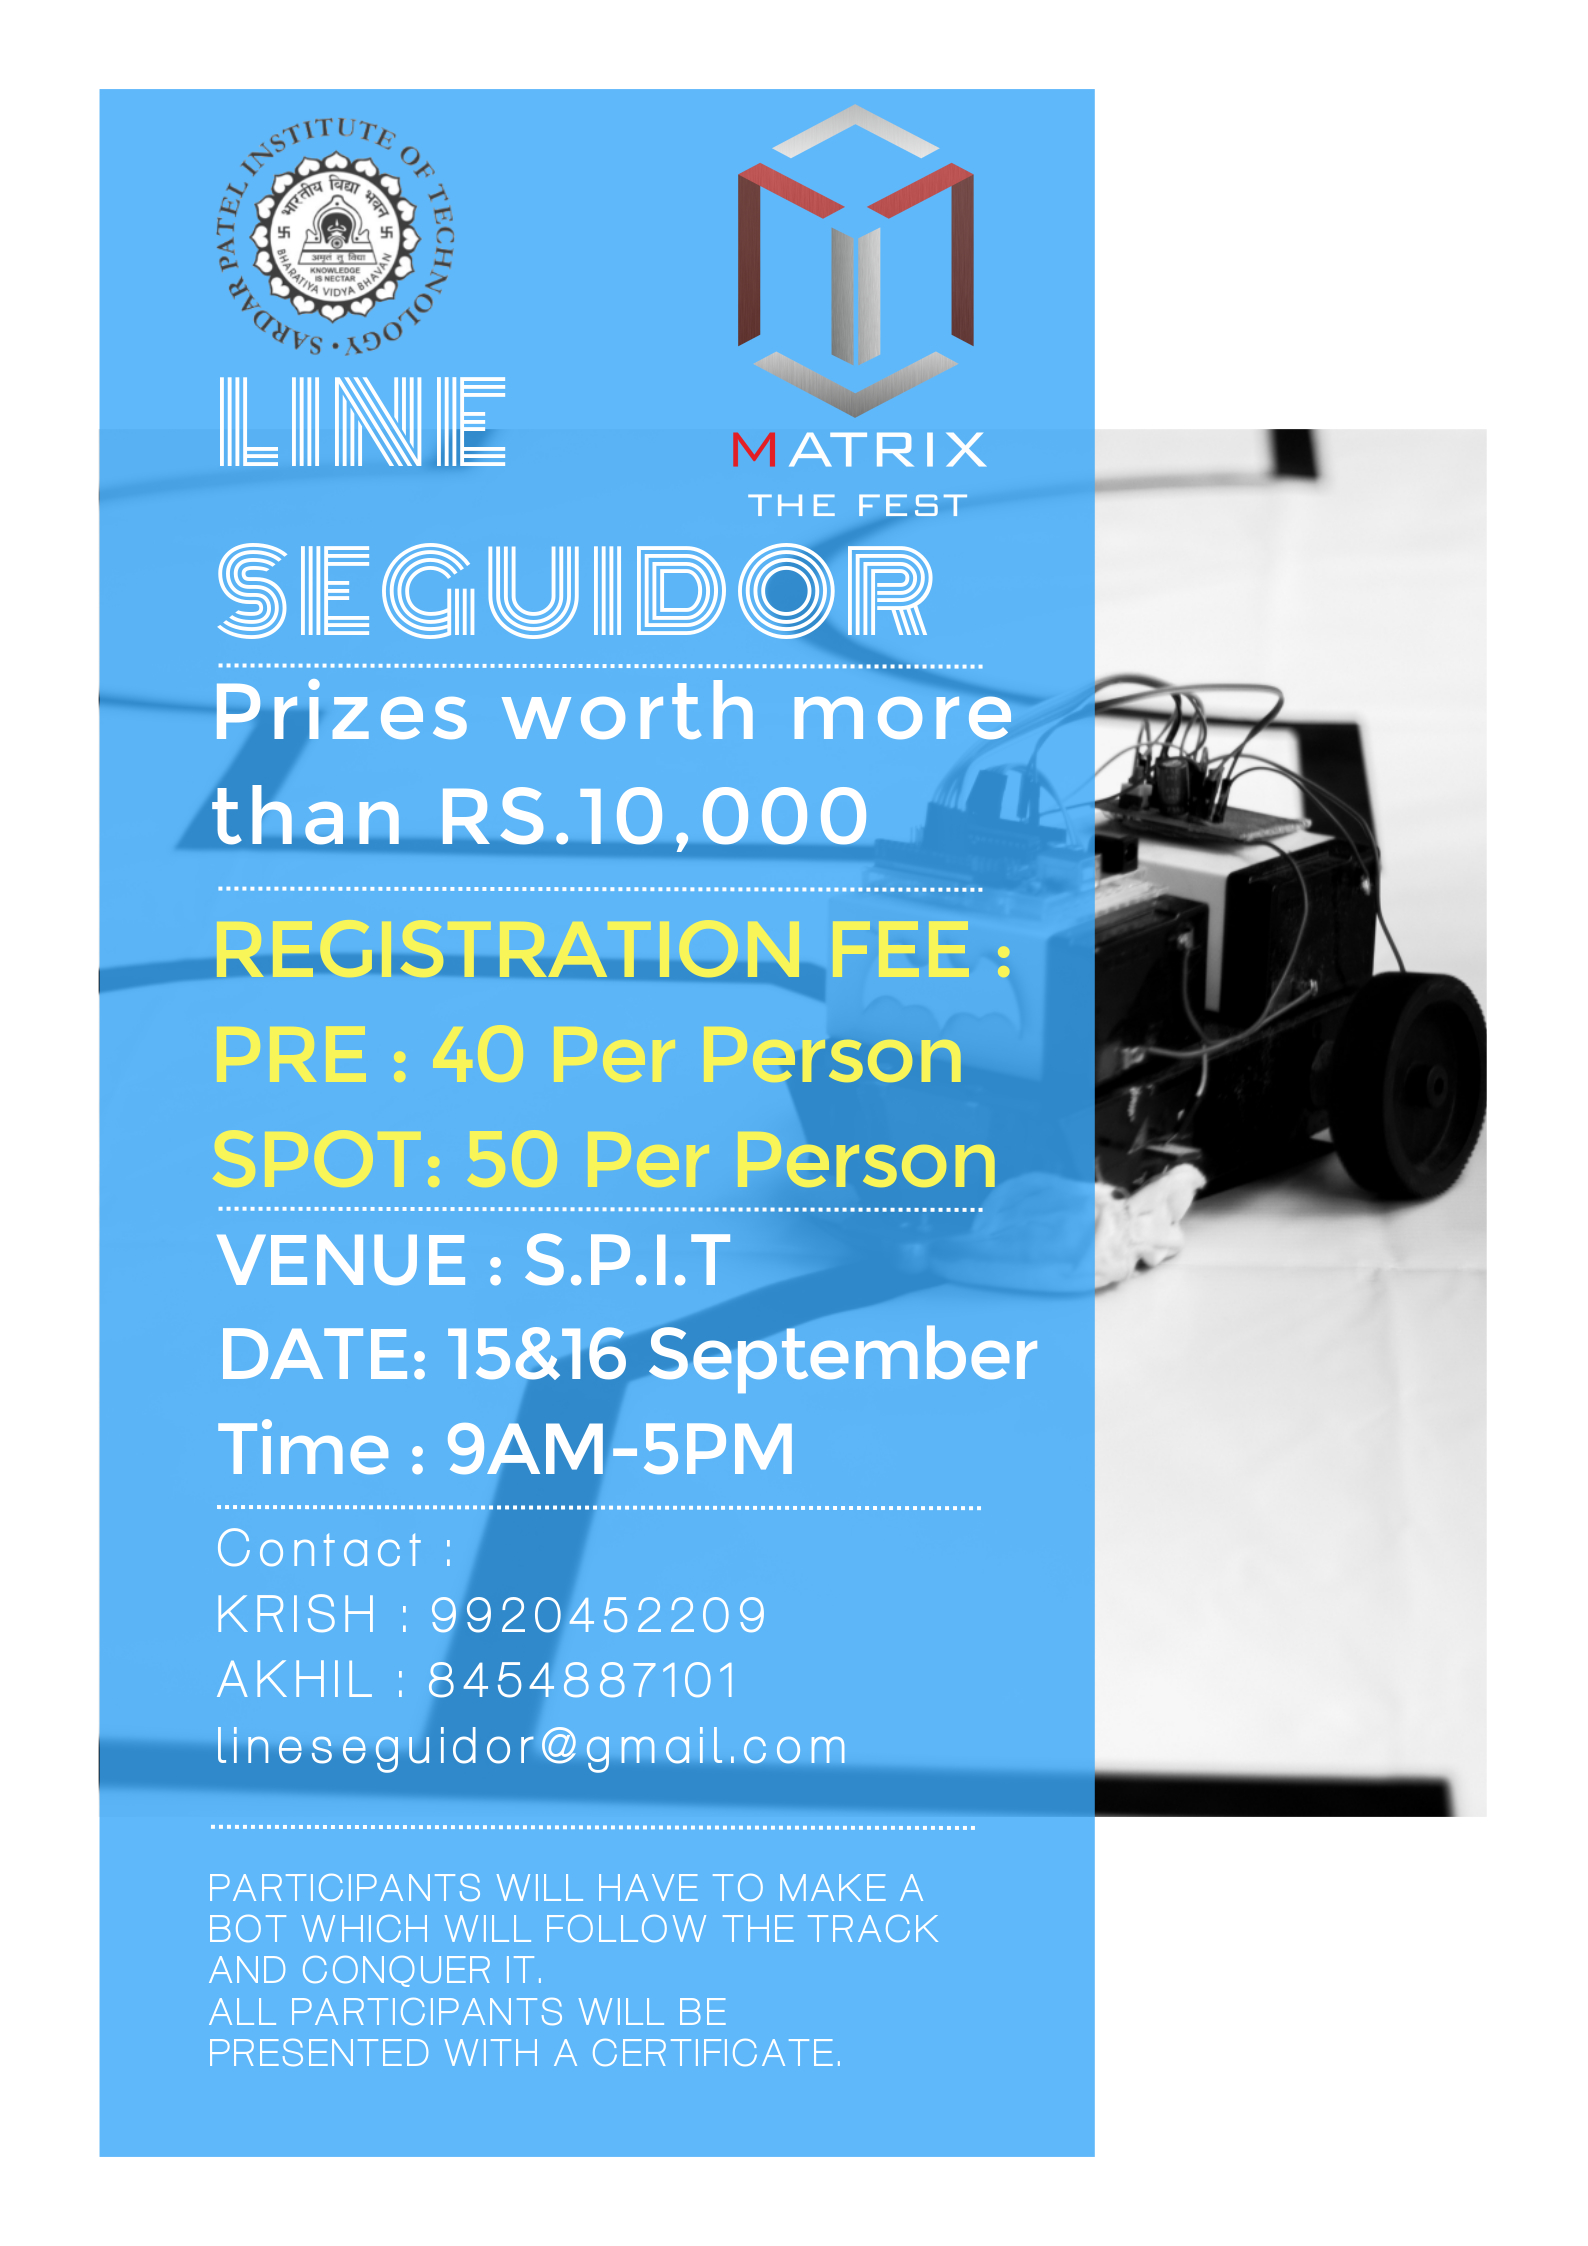 SARDAR PATEL INSTITUTE OF TECHNOLOGY
भारतीय विद्या भवन
अमृतं तु विद्या
KNOWLEDGE
IS NECTAR
BHARATIYA VIDYA BHAVAN
MATRIX
THE FEST
LINE
SEGUIDOR
Prizes worth more
than RS.10,000
REGISTRATION FEE :
PRE : 40 Per Person
SPOT: 50 Per Person
VENUE : S.P.I.T
DATE: 15&16 September
Time : 9AM-5PM
Contact :
KRISH : 9920452209
AKHIL : 8454887101
lineseguidor@gmail.com
PARTICIPANTS WILL HAVE TO MAKE A
BOT WHICH WILL FOLLOW THE TRACK
AND CONQUER IT.
ALL PARTICIPANTS WILL BE
PRESENTED WITH A CERTIFICATE.